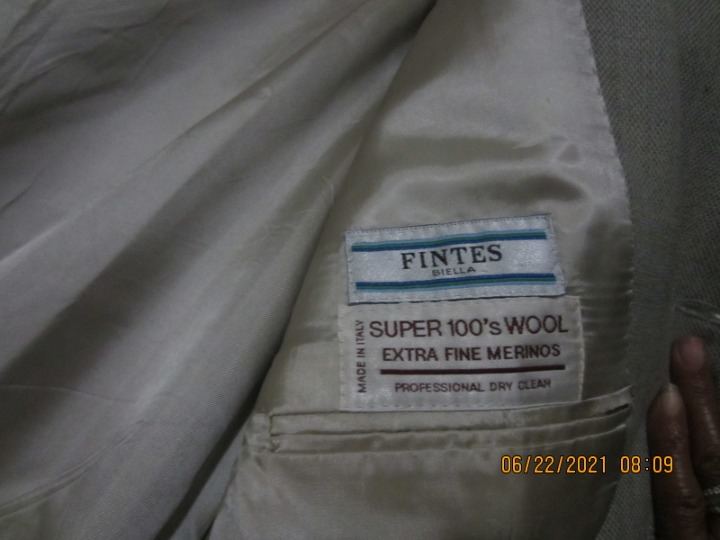 FINTES
BIELLA
MADE IN ITALY
SUPER 100's WOOL
EXTRA FINE MERINOS
PROFESSIONAL DRY CLEAN
06/22/2021 08:09